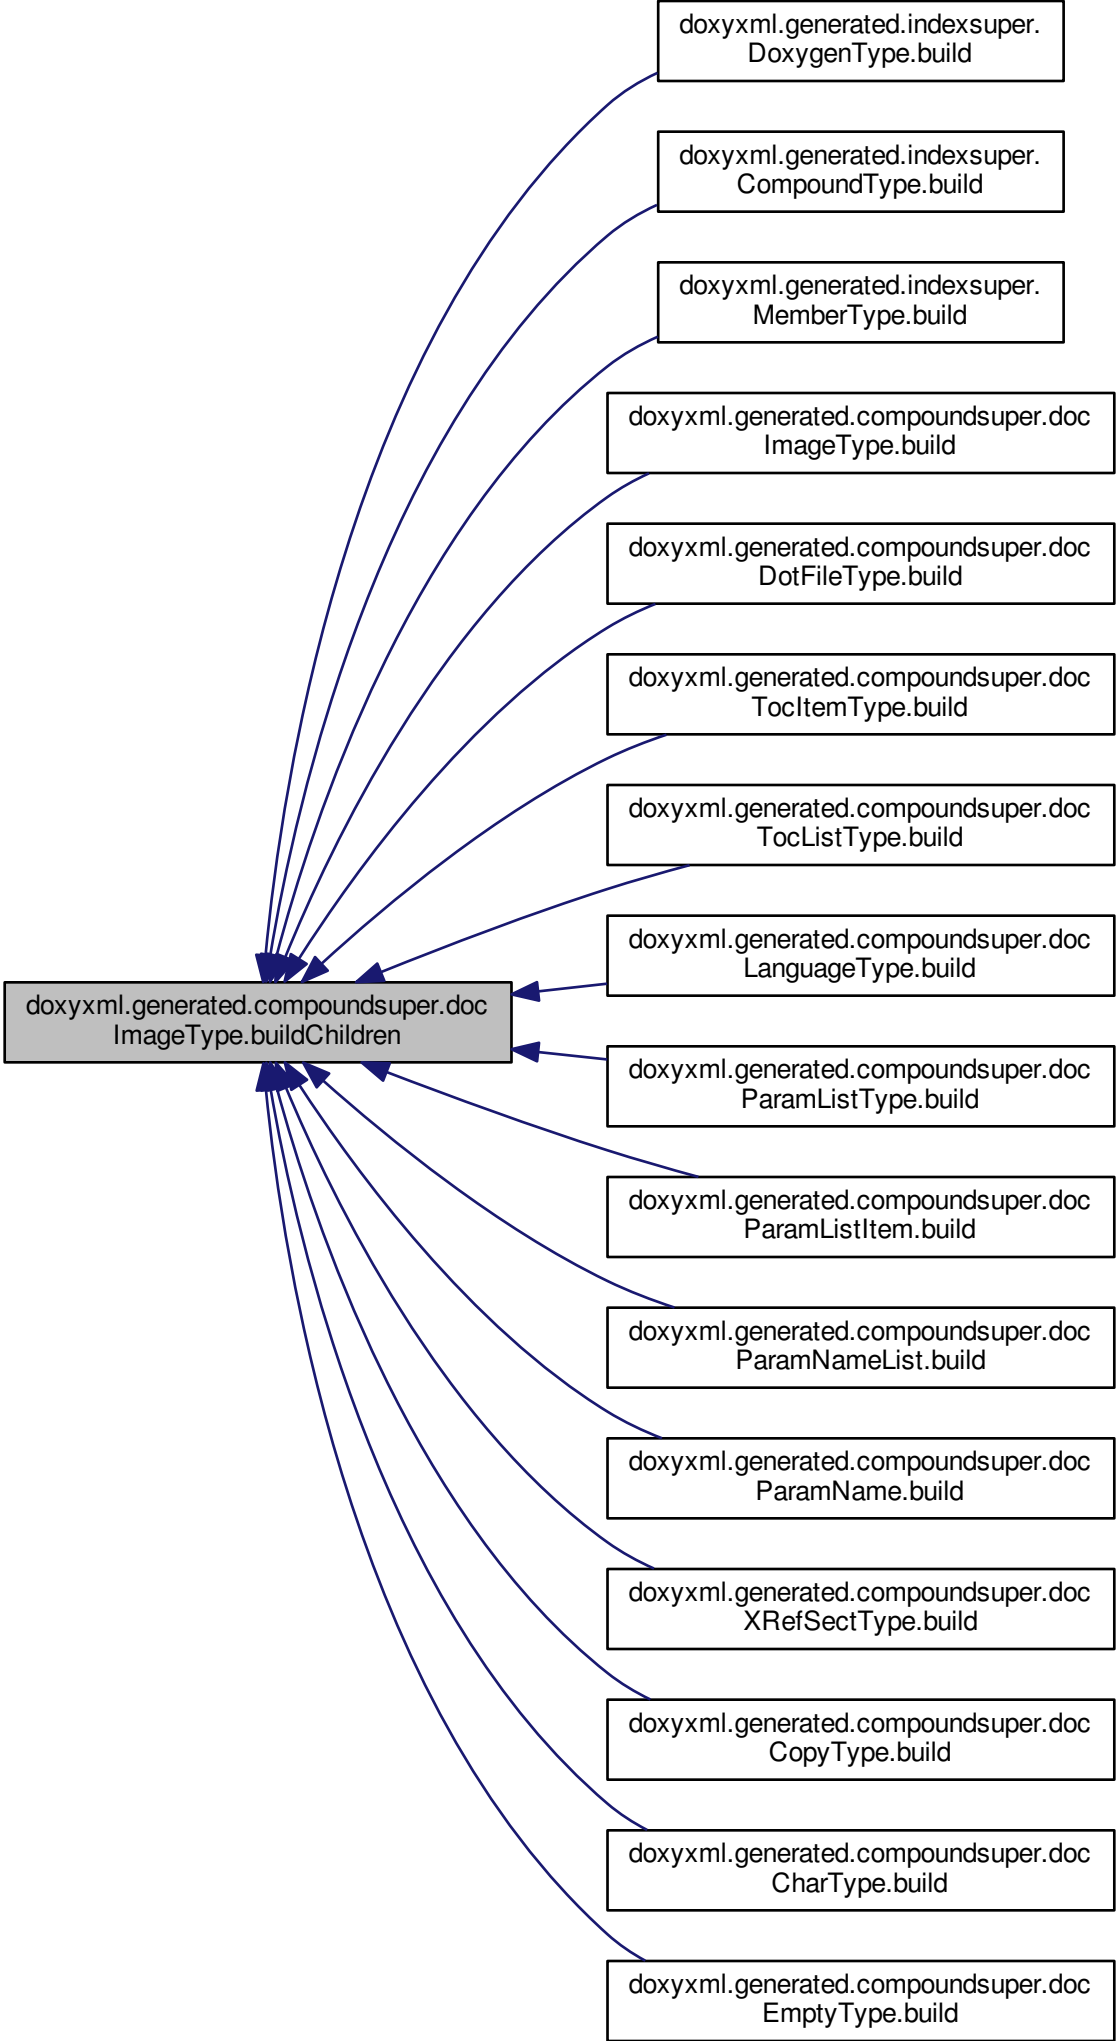 doxyxml.generated.indexsuper.
DoxygenType.build
doxyxml.generated.indexsuper.
CompoundType.build
doxyxml.generated.indexsuper.
MemberType.build
doxyxml.generated.compoundsuper.doc
ImageType.build
doxyxml.generated.compoundsuper.doc
DotFileType.build
doxyxml.generated.compoundsuper.doc
TocItemType.build
doxyxml.generated.compoundsuper.doc
TocListType.build
doxyxml.generated.compoundsuper.doc
LanguageType.build
doxyxml.generated.compoundsuper.doc
ImageType.buildChildren
doxyxml.generated.compoundsuper.doc
ParamListType.build
doxyxml.generated.compoundsuper.doc
ParamListItem.build
doxyxml.generated.compoundsuper.doc
ParamNameList.build
doxyxml.generated.compoundsuper.doc
ParamName.build
doxyxml.generated.compoundsuper.doc
XRefSectType.build
doxyxml.generated.compoundsuper.doc
CopyType.build
doxyxml.generated.compoundsuper.doc
CharType.build
doxyxml.generated.compoundsuper.doc
EmptyType.build